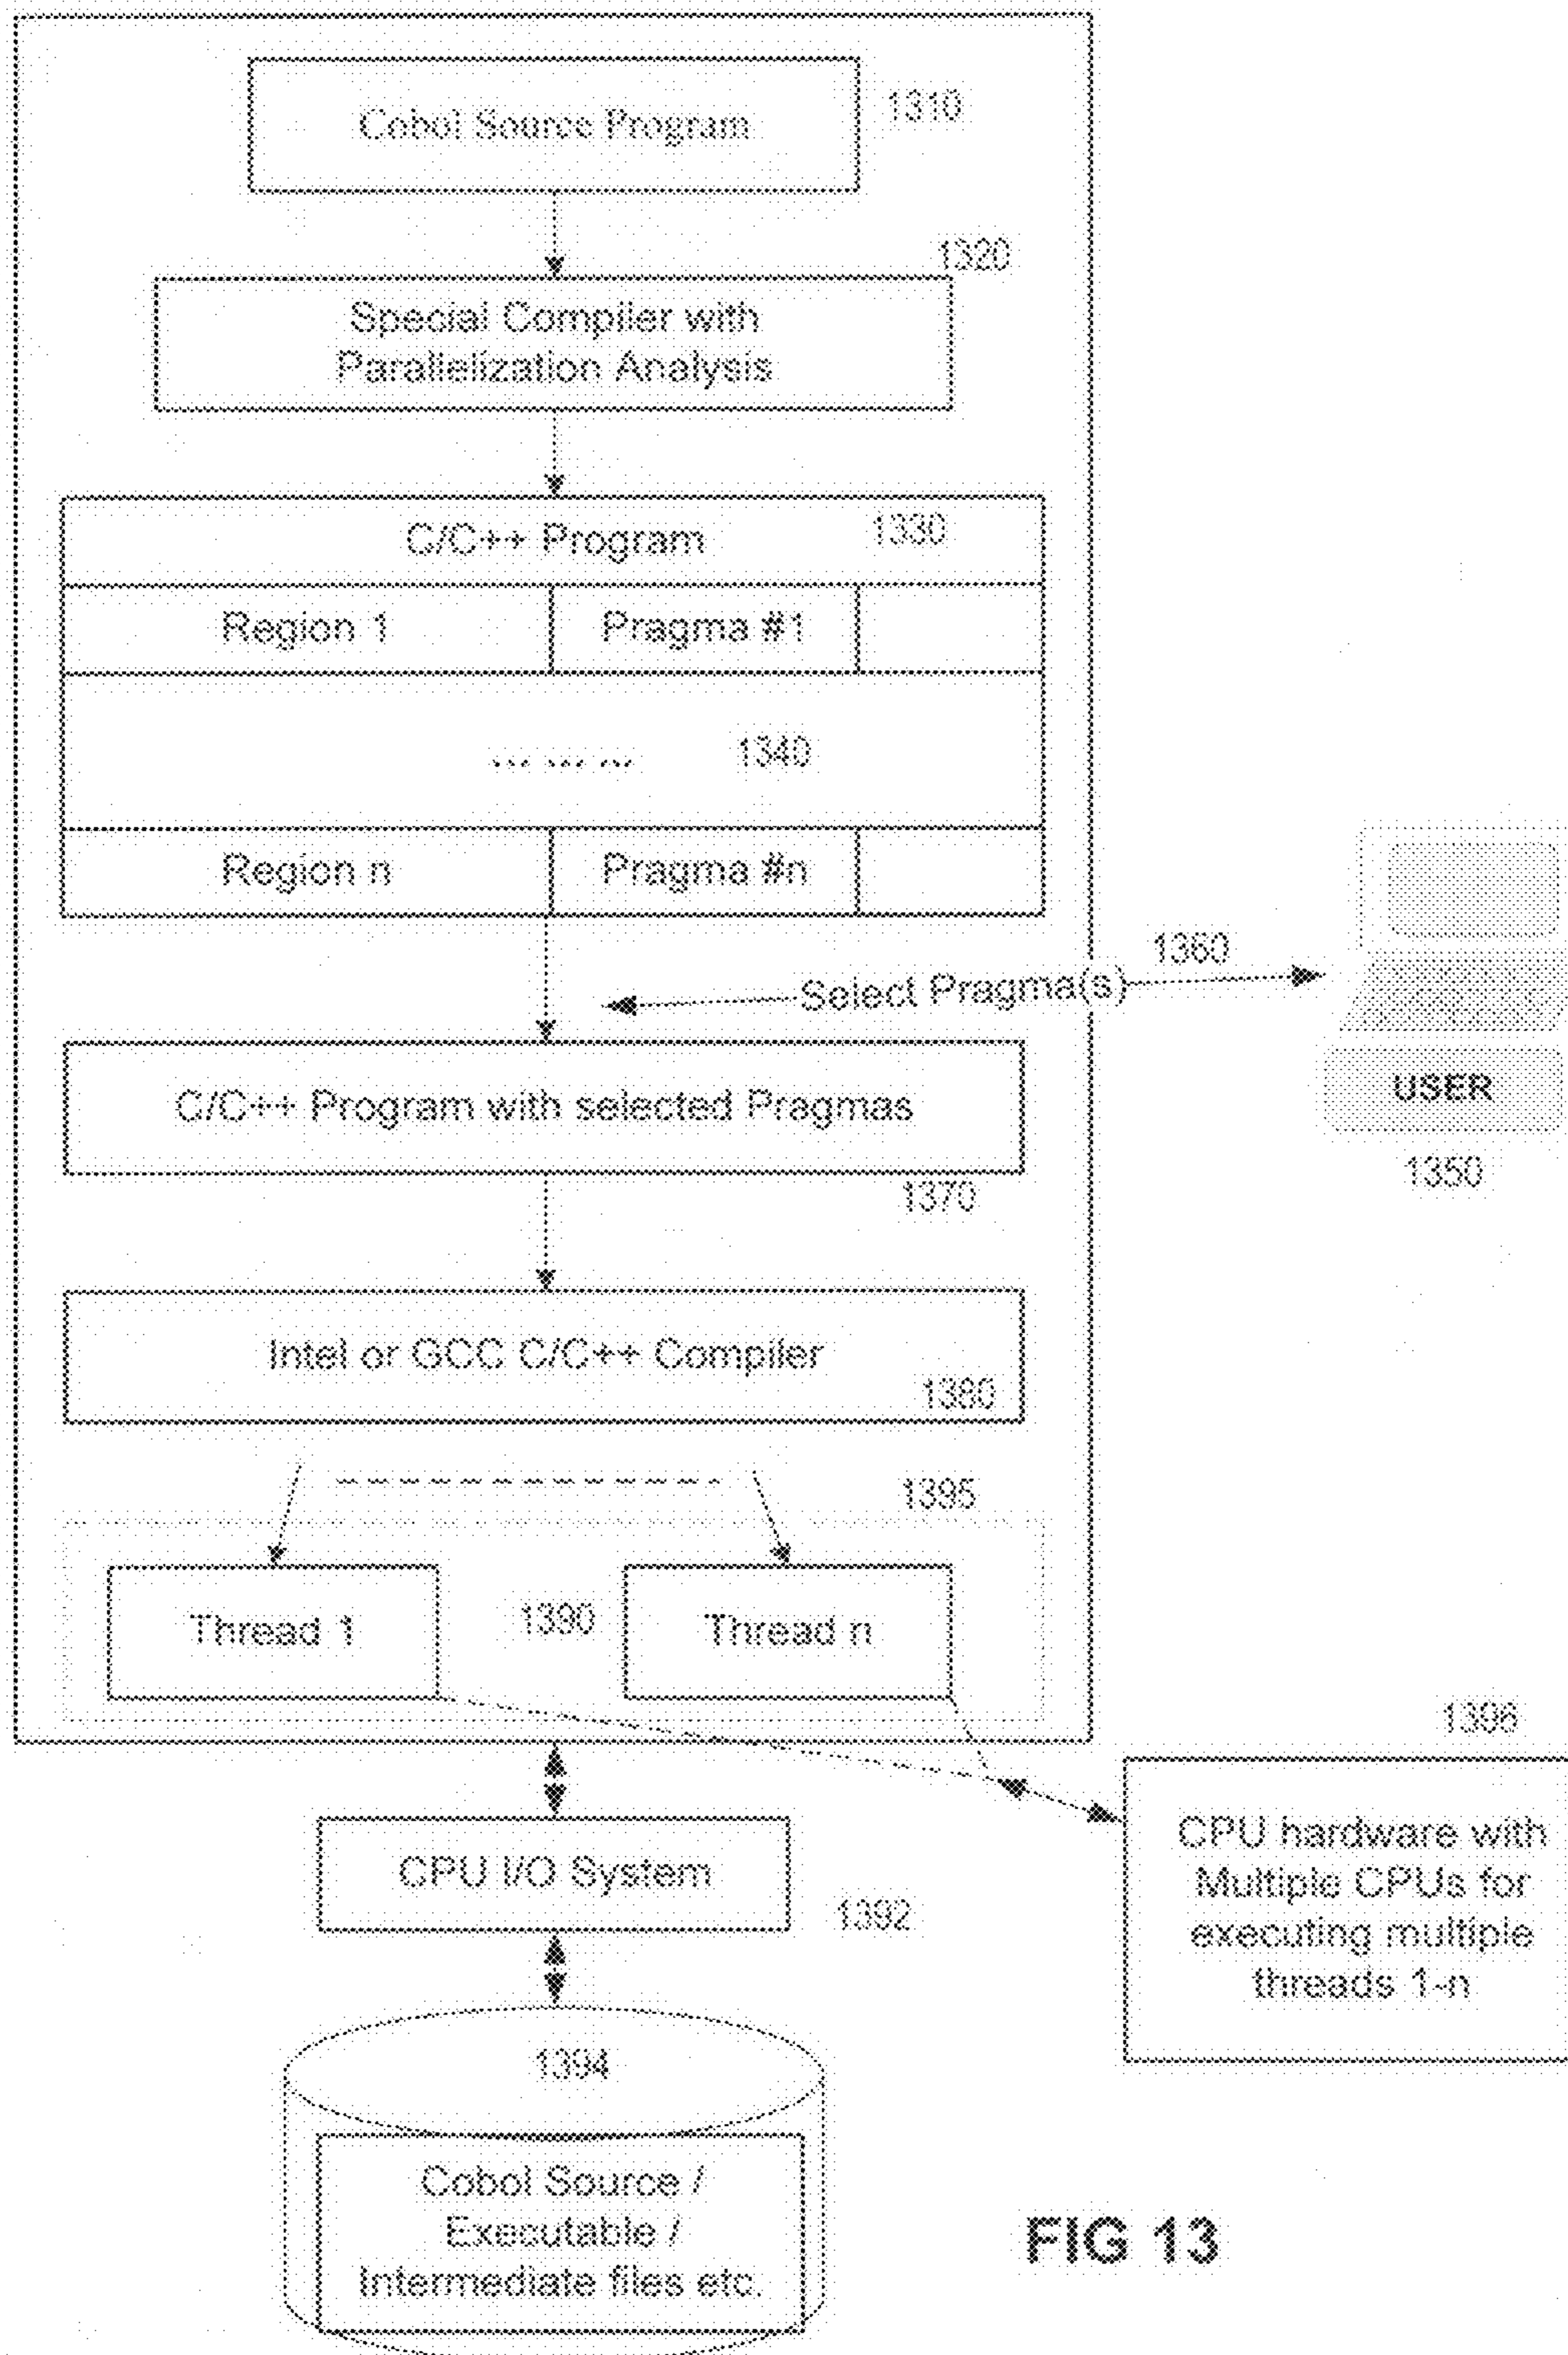 Cobol Source Program
1310
1320
Special Compiler with
Parallelization Analysis
C/C++ Program
1330
Region 1
Pragma #1
... ... ...
1340
Region n
Pragma #n
Select Pragma(s)
1360
USER
1350
C/C++ Program with selected Pragmas
1370
Intel or GCC C/C++ Compiler
1380
1395
Thread 1
1390
Thread n
1396
CPU hardware with
Multiple CPUs for
executing multiple
threads 1-n
CPU I/O System
1392
1394
Cobol Source /
Executable /
Intermediate files etc.
FIG 13